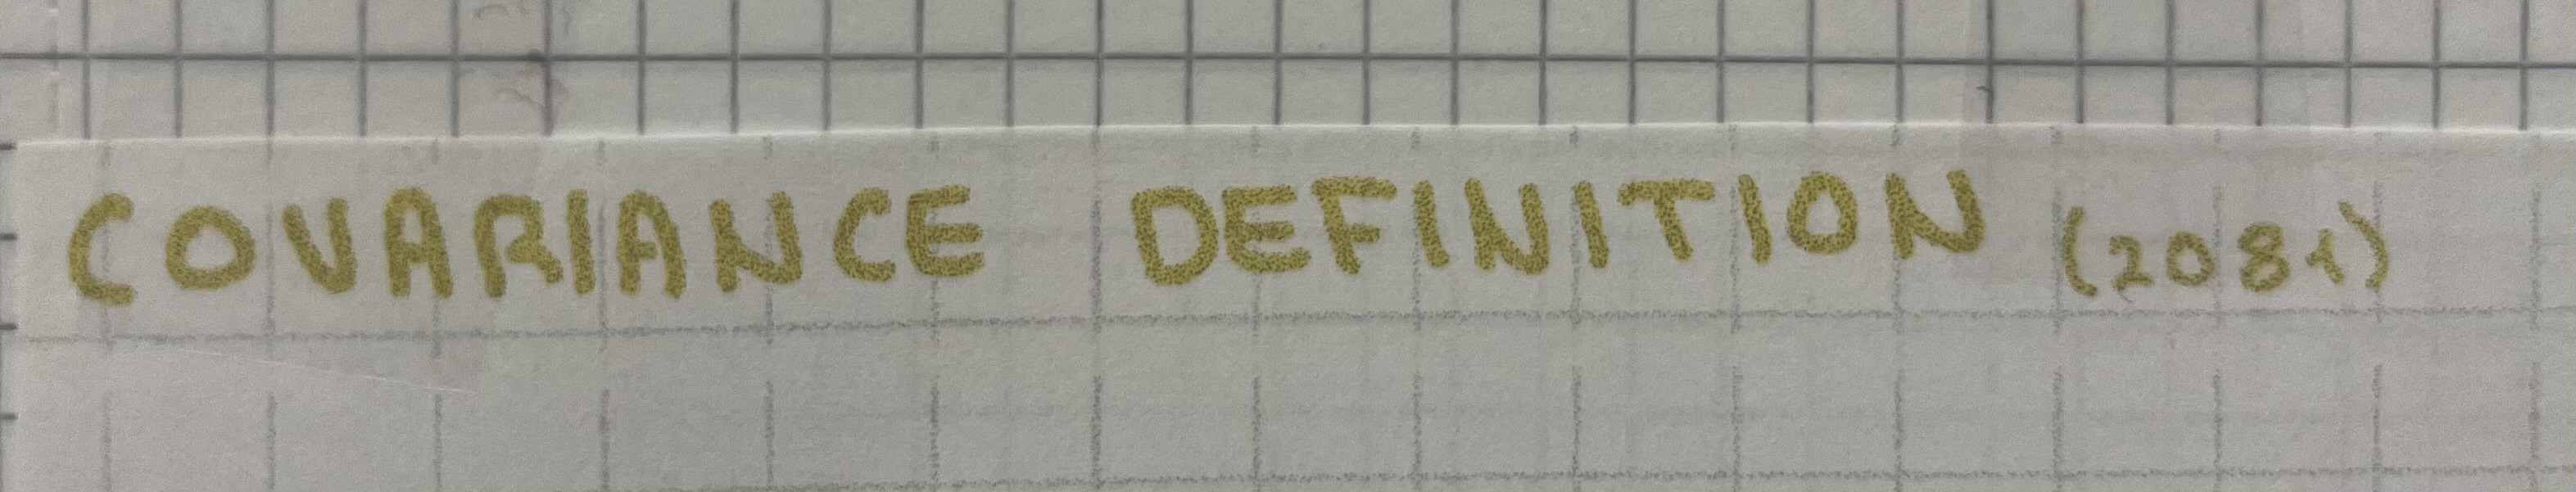 COVARIANCE DEFINITION (2081)